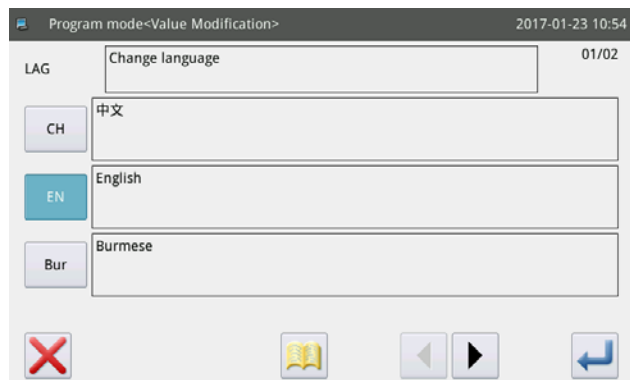 Program mode<Value Modification> 2017-01-23 10:54
LAG Change language 01/02
CH 中文
EN English
Bur Burmese